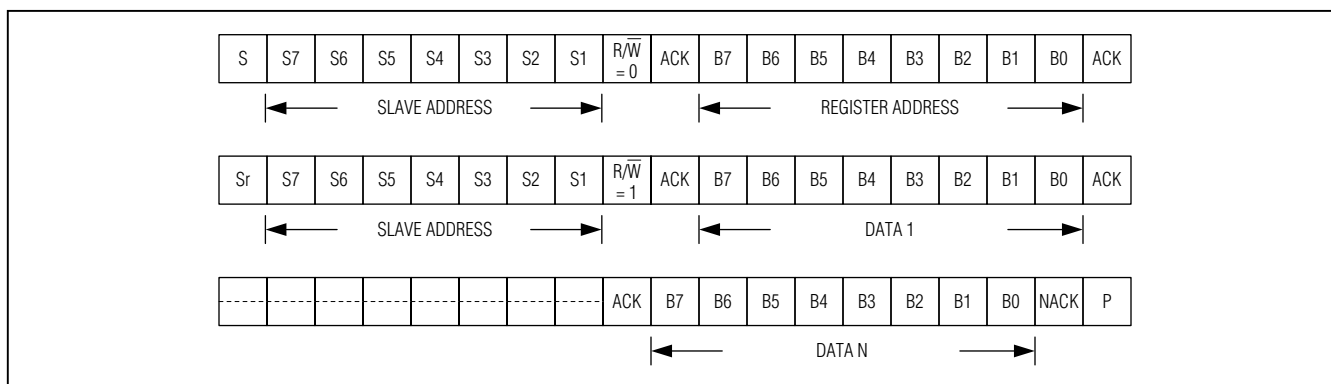 S S7 S6 S5 S4 S3 S2 S1 R/W̅ = 0 ACK B7 B6 B5 B4 B3 B2 B1 B0 ACK
SLAVE ADDRESS REGISTER ADDRESS
Sr S7 S6 S5 S4 S3 S2 S1 R/W̅ = 1 ACK B7 B6 B5 B4 B3 B2 B1 B0 ACK
SLAVE ADDRESS DATA 1
ACK B7 B6 B5 B4 B3 B2 B1 B0 NACK P
DATA N